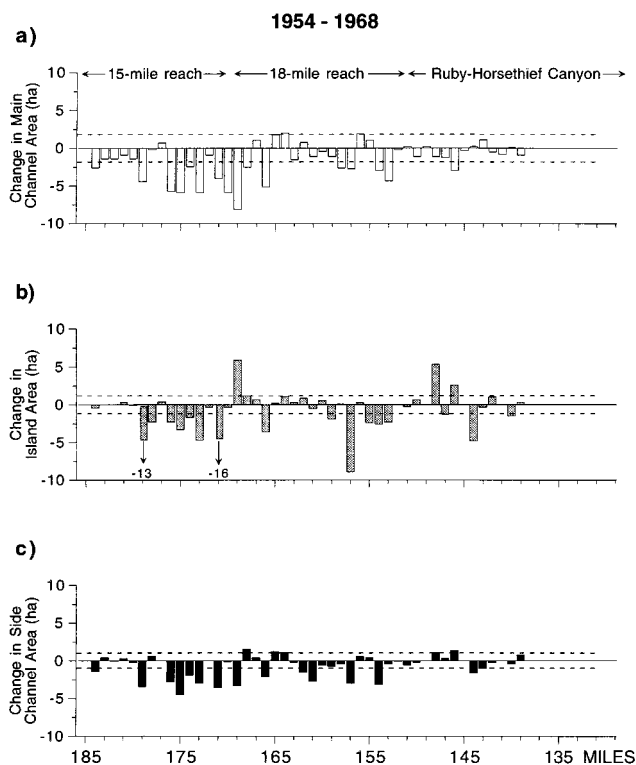 1954 - 1968
a)
15-mile reach 18-mile reach Ruby-Horsethief Canyon
Change in Main
Channel Area (ha)
10
5
0
-5
-10
b)
Change in
Island Area (ha)
10
5
0
-5
-10
-13 -16
c)
Change in Side
Channel Area (ha)
10
5
0
-5
-10
185 175 165 155 145 135 MILES